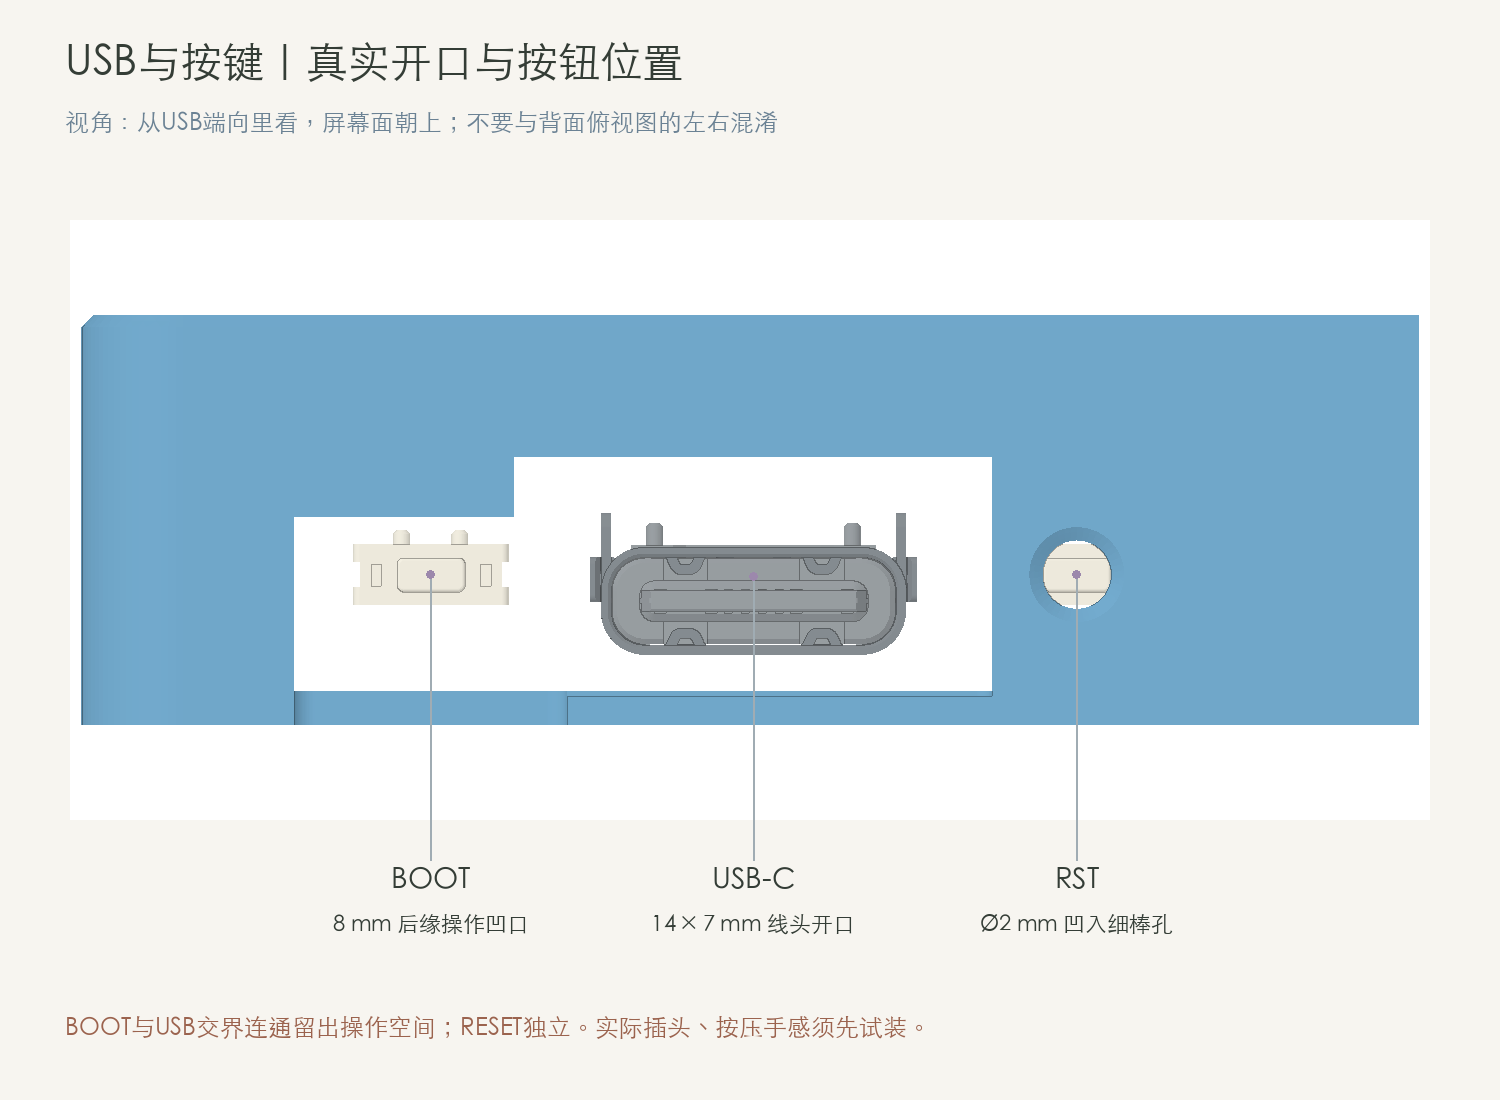 USB与按键丨真实开口与按钮位置
视角：从USB端向里看，屏幕面朝上；不要与背面俯视图的左右混淆
BOOT
8 mm 后缘操作凹口
USB-C
14×7 mm 线头开口
RST
Ø2 mm 凹入细棒孔
BOOT与USB交界连通留出操作空间；RESET独立。实际插头、按压手感须先试装。